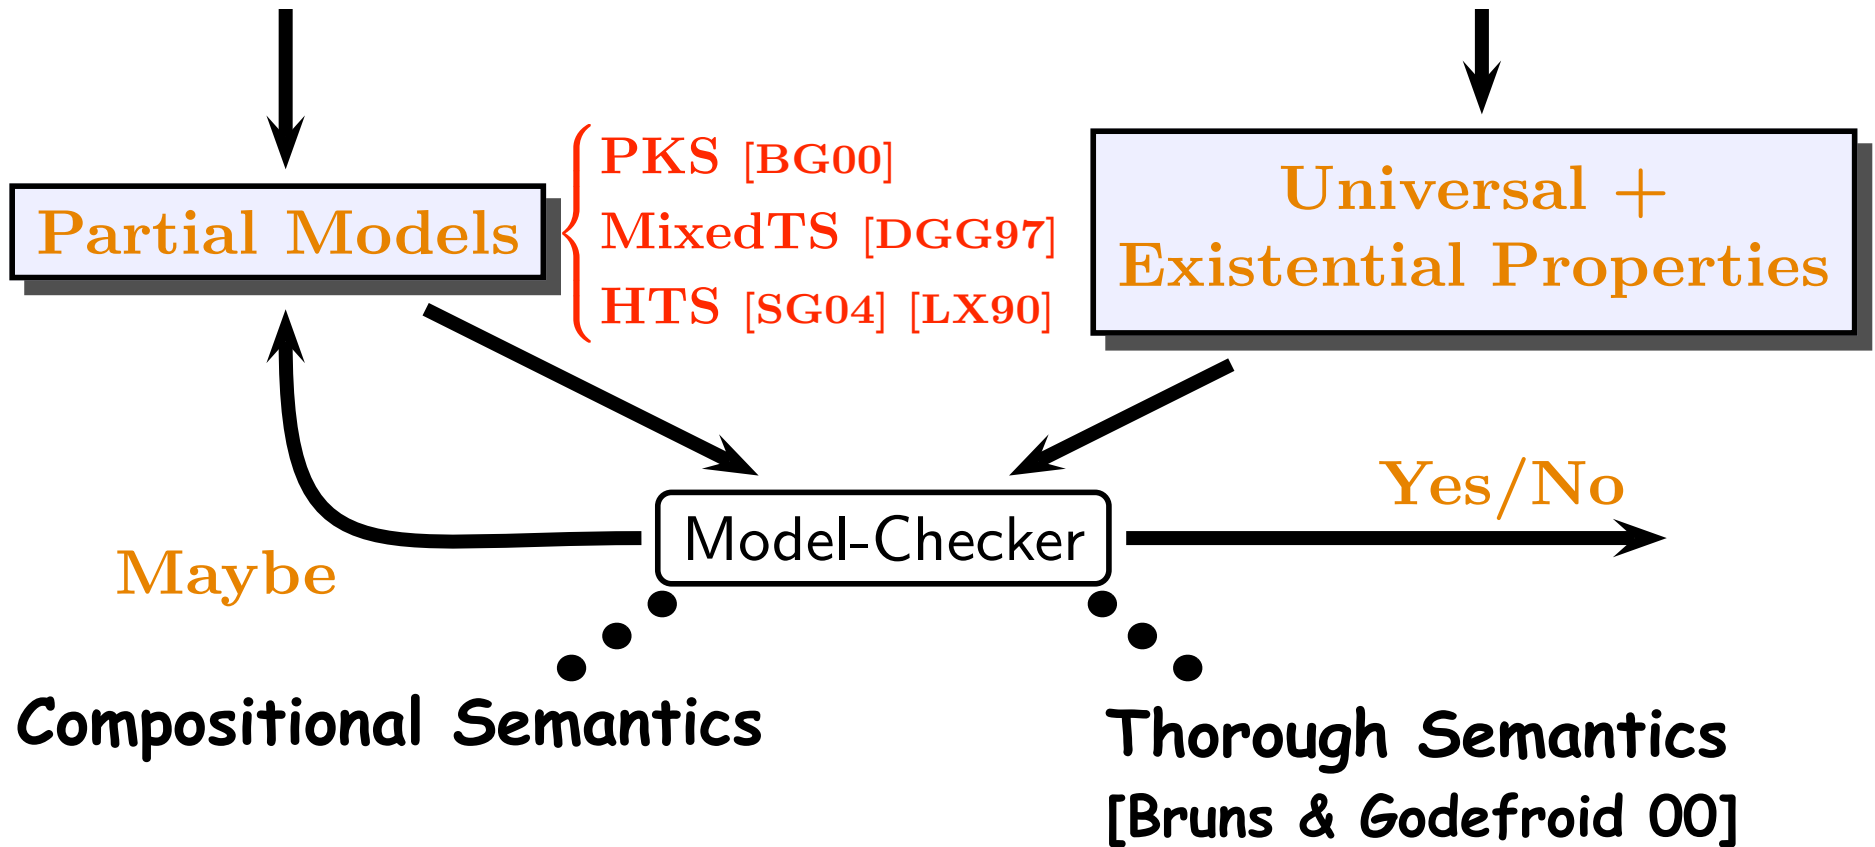 Partial Models
PKS [BG00]
MixedTS [DGG97]
HTS [SG04] [LX90]
Universal +
Existential Properties
Yes/No
Model-Checker
Maybe
Compositional Semantics
Thorough Semantics
[Bruns & Godefroid 00]